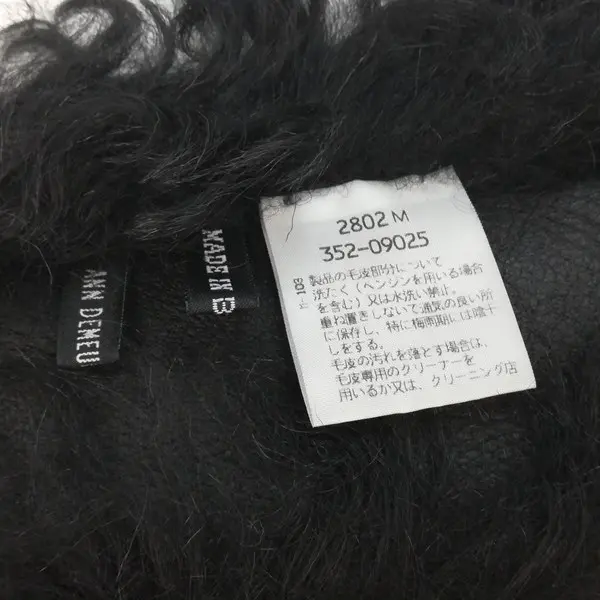 ANN DEMEU
MADE IN B
2802 M
352-09025
103
製品の毛皮部分について
洗たく(ベンジンを用いる場合
を含む)又は水洗い禁止。
重ね置きしないで通気の良い所
に保存し、特に梅雨期には陰干
しをする。
毛皮の汚れを落とす場合は、
毛皮専用のクリーナーを
用いるか又は、クリーニング店